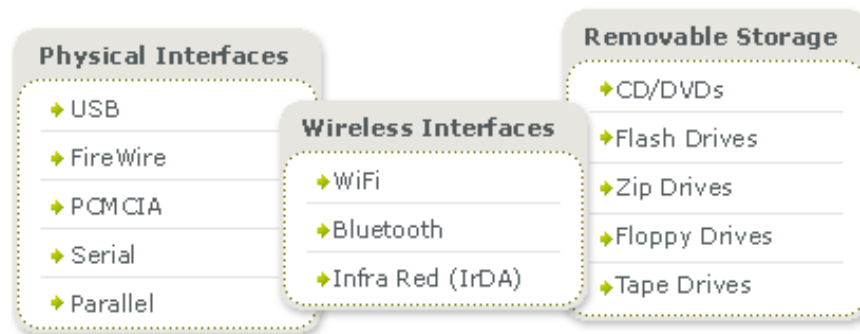 Physical Interfaces
USB
FireWire
PCMCIA
Serial
Parallel
Wireless Interfaces
WiFi
Bluetooth
Infra Red (IrDA)
Removable Storage
CD/DVDs
Flash Drives
Zip Drives
Floppy Drives
Tape Drives